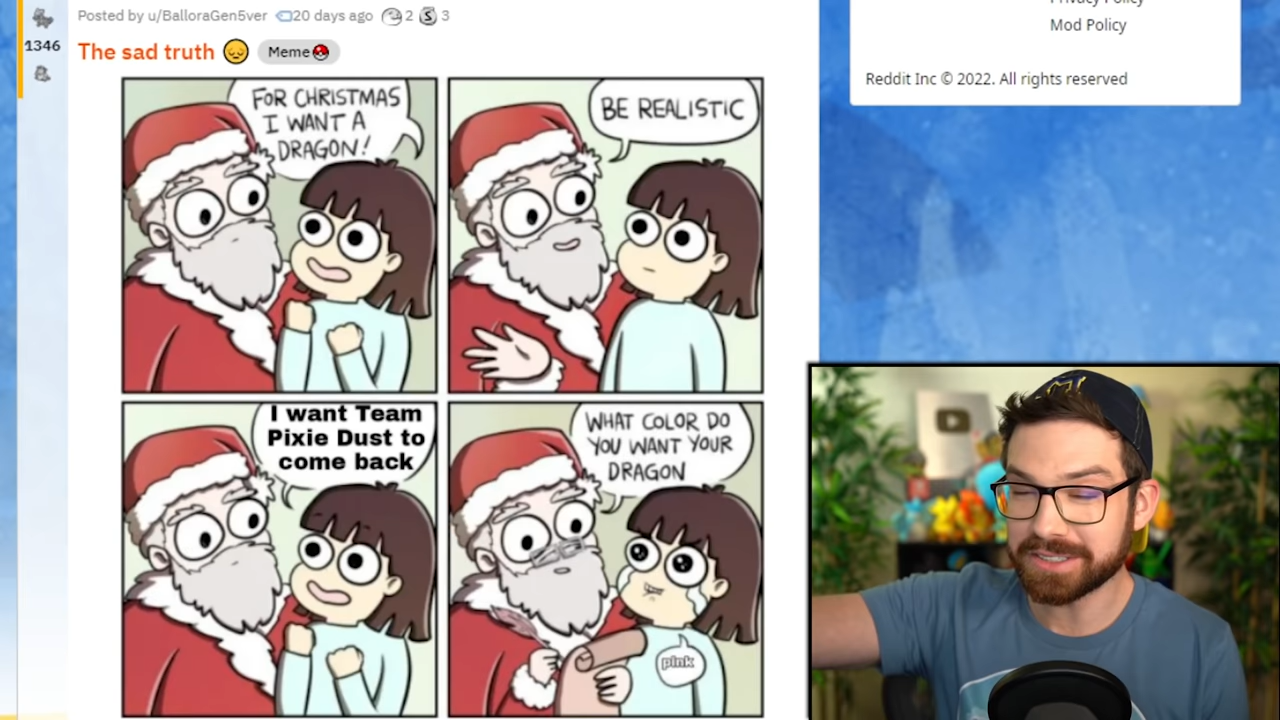 Posted by u/BalloraGen5ver 20 days ago 2 3
1346
The sad truth Meme
FOR CHRISTMAS
I WANT A
DRAGON!
BE REALISTIC
I want Team
Pixie Dust to
come back
WHAT COLOR DO
YOU WANT YOUR
DRAGON
pink
Privacy Policy
Mod Policy
Reddit Inc © 2022. All rights reserved